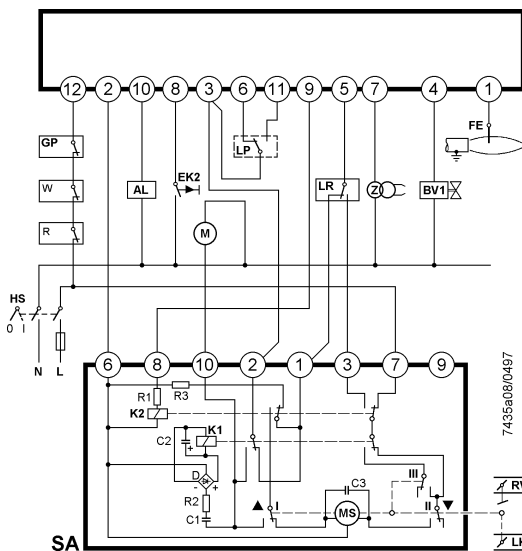 12 2 10 8 3 6 11 9 5 7 4 1
FE
GP
LP
EK2
W
AL
LR
Z
BV1
R
M
HS
0 I
N L
6 8 10 2 1 3 7 9
R1
R3
K2
K1
C2
+
D
- +
III
C3
R2
I
MS
II
C1
SA
RV
LK
7435a08/0497